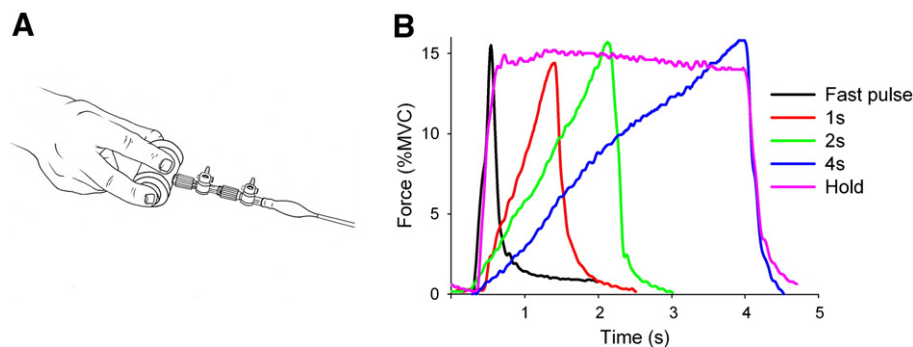 A
B
Force (%MVC)
15
10
5
0
1
2
3
4
5
Time (s)
Fast pulse
1s
2s
4s
Hold